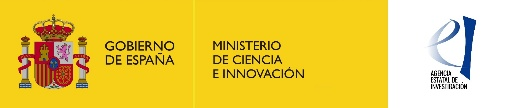 GOBIERNO
DE ESPAÑA
MINISTERIO
DE CIENCIA
E INNOVACIÓN
AGENCIA
ESTATAL DE
INVESTIGACIÓN